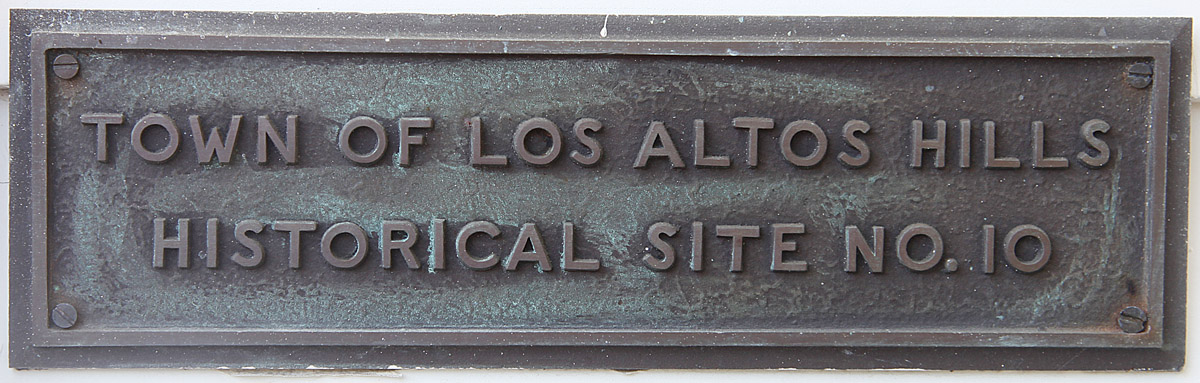 TOWN OF LOS ALTOS HILLS
HISTORICAL SITE NO. 10